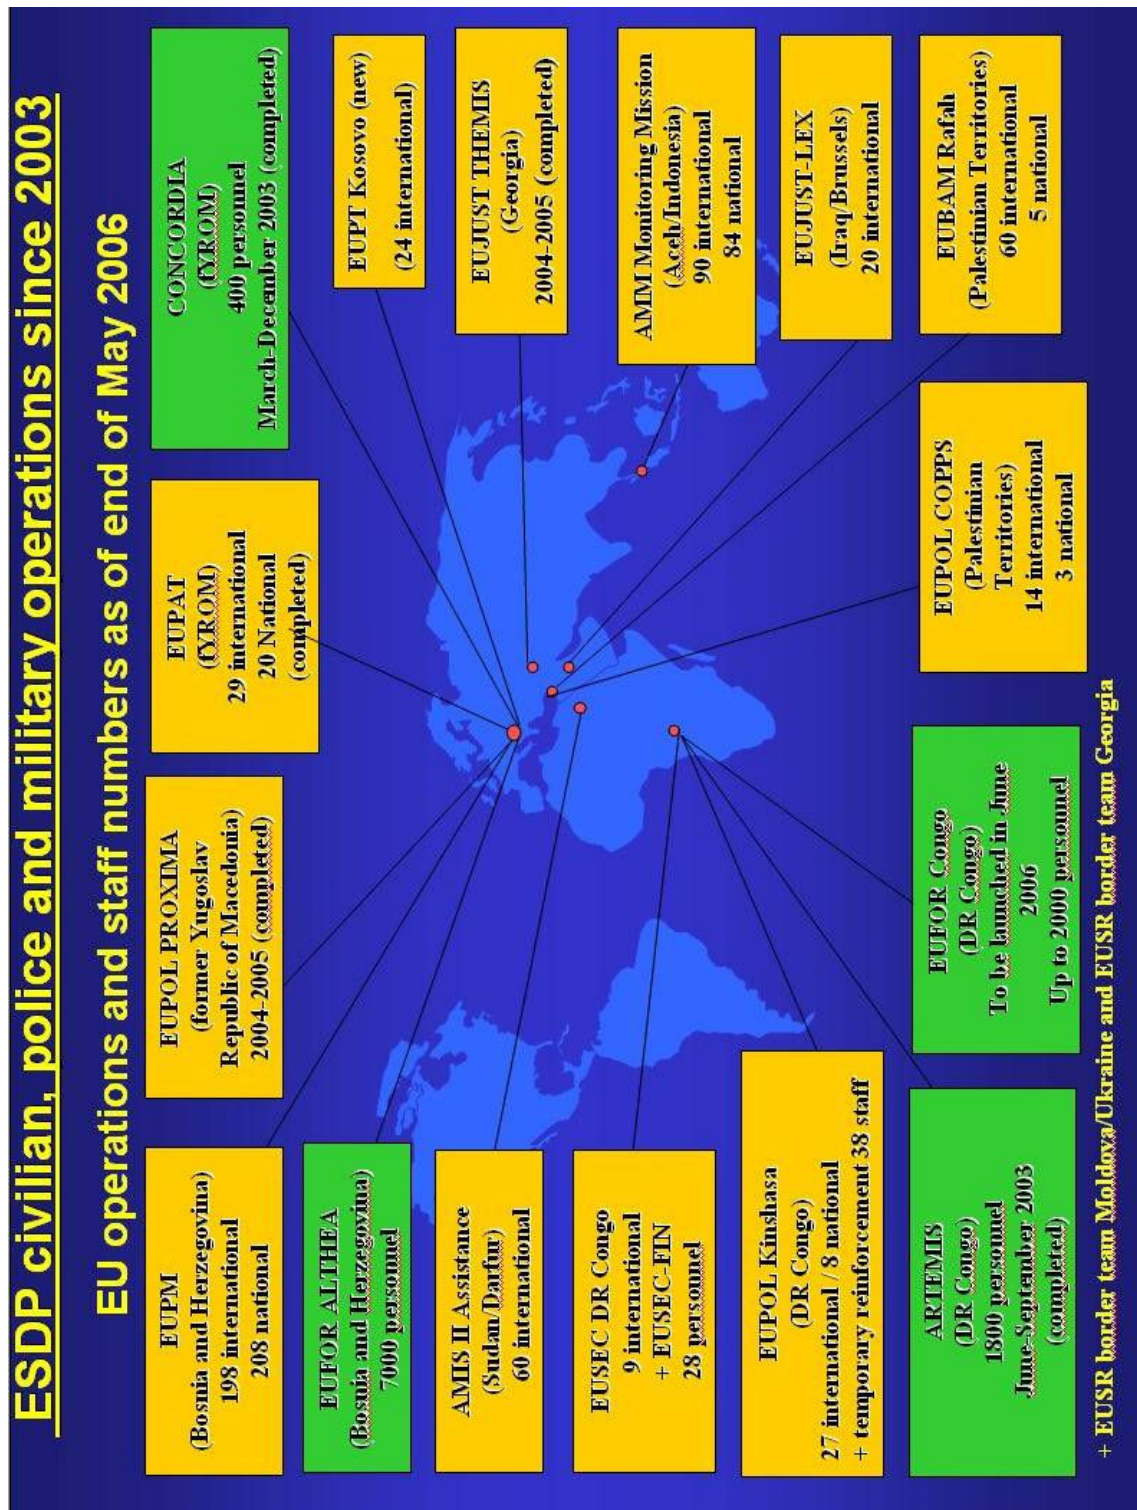 ESDP civilian, police and military operations since 2003
EU operations and staff numbers as of end of May 2006
EUPM
(Bosnia and Herzegovina)
198 international
208 national
EUPOL PROXIMA
(former Yugoslav
Republic of Macedonia)
2004-2005 (completed)
EUPAT
(fYROM)
29 international
20 National
(completed)
CONCORDIA
(fYROM)
400 personnel
March-December 2003 (completed)
EUFOR ALTHEA
(Bosnia and Herzegovina)
7000 personnel
EUPT Kosovo (new)
(24 international)
AMIS II Assistance
(Sudan/Darfur)
60 international
EUJUST THEMIS
(Georgia)
2004-2005 (completed)
EUSEC DR Congo
9 international
+ EUSEC-FIN
28 personnel
AMM Monitoring Mission
(Aceh/Indonesia)
90 international
84 national
EUPOL Kinshasa
(DR Congo)
27 international / 8 national
+ temporary reinforcement 38 staff
EUJUST-LEX
(Iraq/Brussels)
20 international
ARTEMIS
(DR Congo)
1800 personnel
June-September 2003
(completed)
EUFOR Congo
(DR Congo)
To be launched in June
2006
Up to 2000 personnel
EUPOL COPPS
(Palestinian
Territories)
14 international
3 national
EUBAM Rafah
(Palestinian Territories)
60 international
5 national
+ EUSR border team Moldova/Ukraine and EUSR border team Georgia